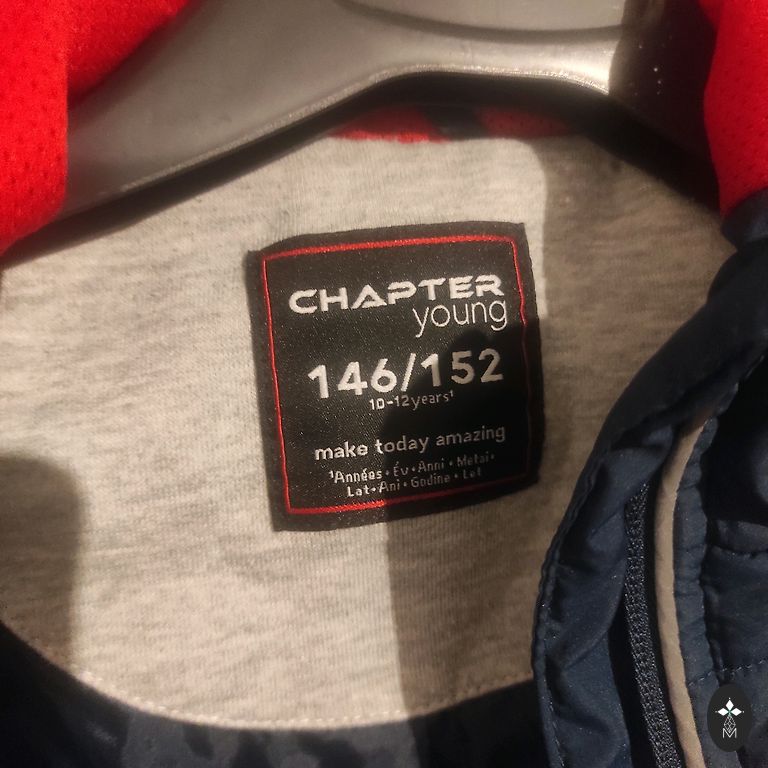 CHAPTER
young
146/152
10-12years¹
make today amazing
¹Années • Év • Anni • Metai •
Lat • Ani • Godine • Let
M